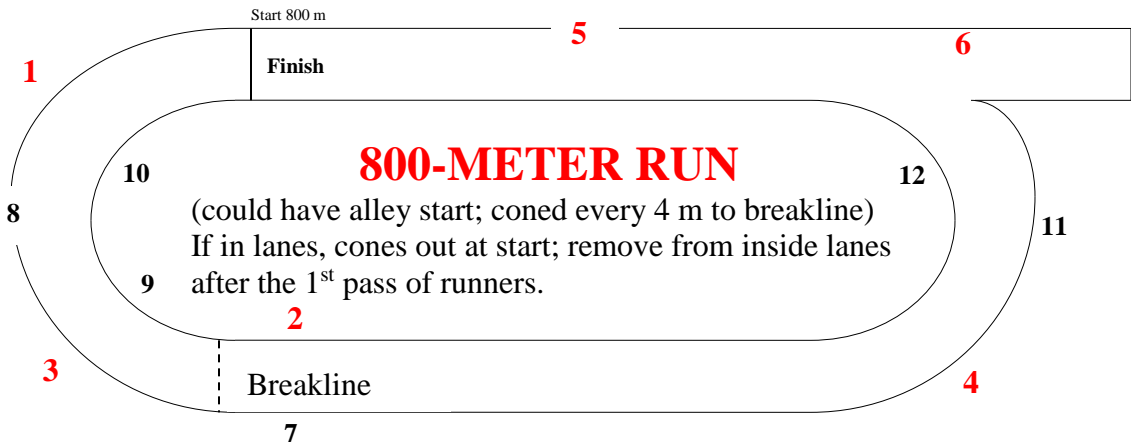 Start 800 m
5
6
1
Finish
800-METER RUN
10
12
(could have alley start; coned every 4 m to breakline)
8
11
If in lanes, cones out at start; remove from inside lanes
9
after the 1st pass of runners.
2
3
4
Breakline
7